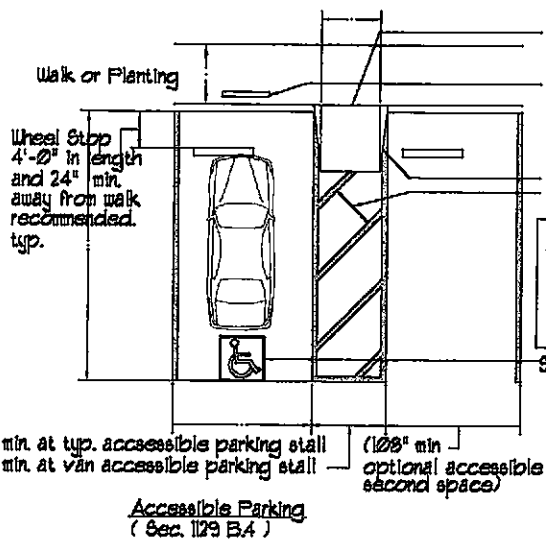 Walk or Planting
Wheel Stop
4'-0" in length
and 24" min.
away from walk
recommended.
typ.
S
min. at typ. accsessible parking stall
min. at van accessible parking stall
(108" min
optional accessible
second space)
Accessible Parking
( Sec. 1129 B.4 )